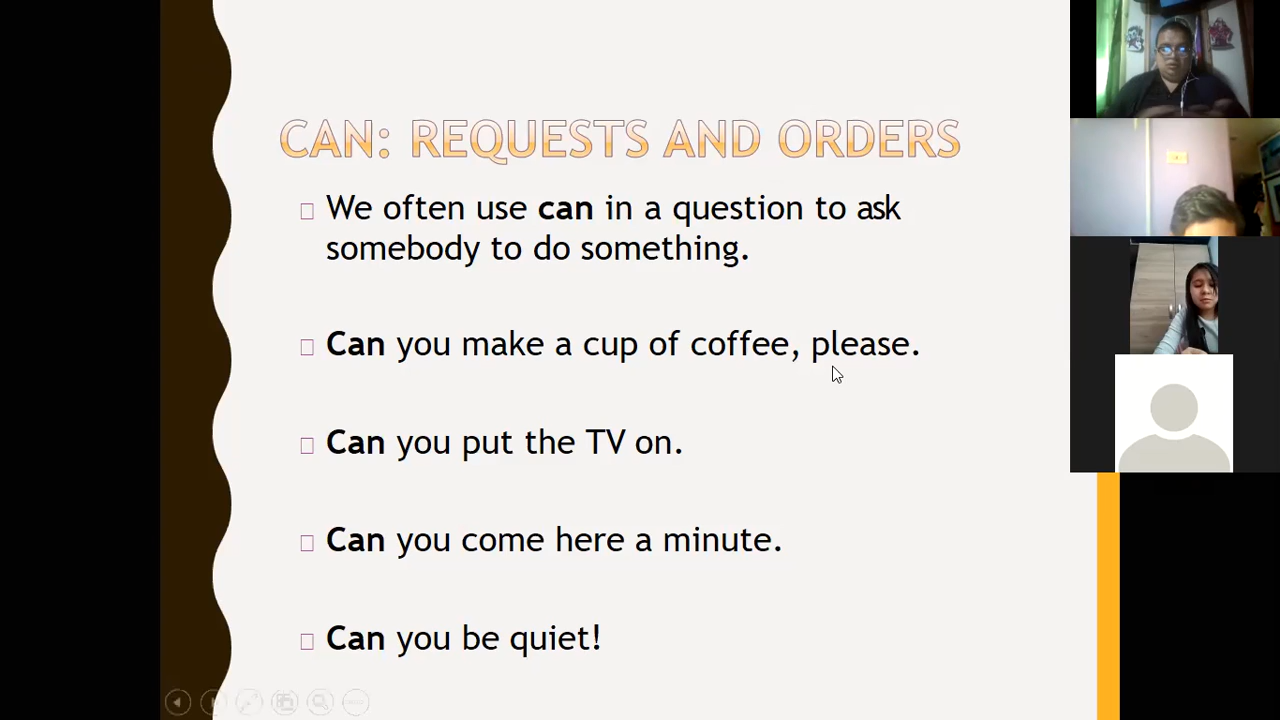 CAN: REQUESTS AND ORDERS
We often use can in a question to ask
somebody to do something.
Can you make a cup of coffee, please.
Can you put the TV on.
Can you come here a minute.
Can you be quiet!